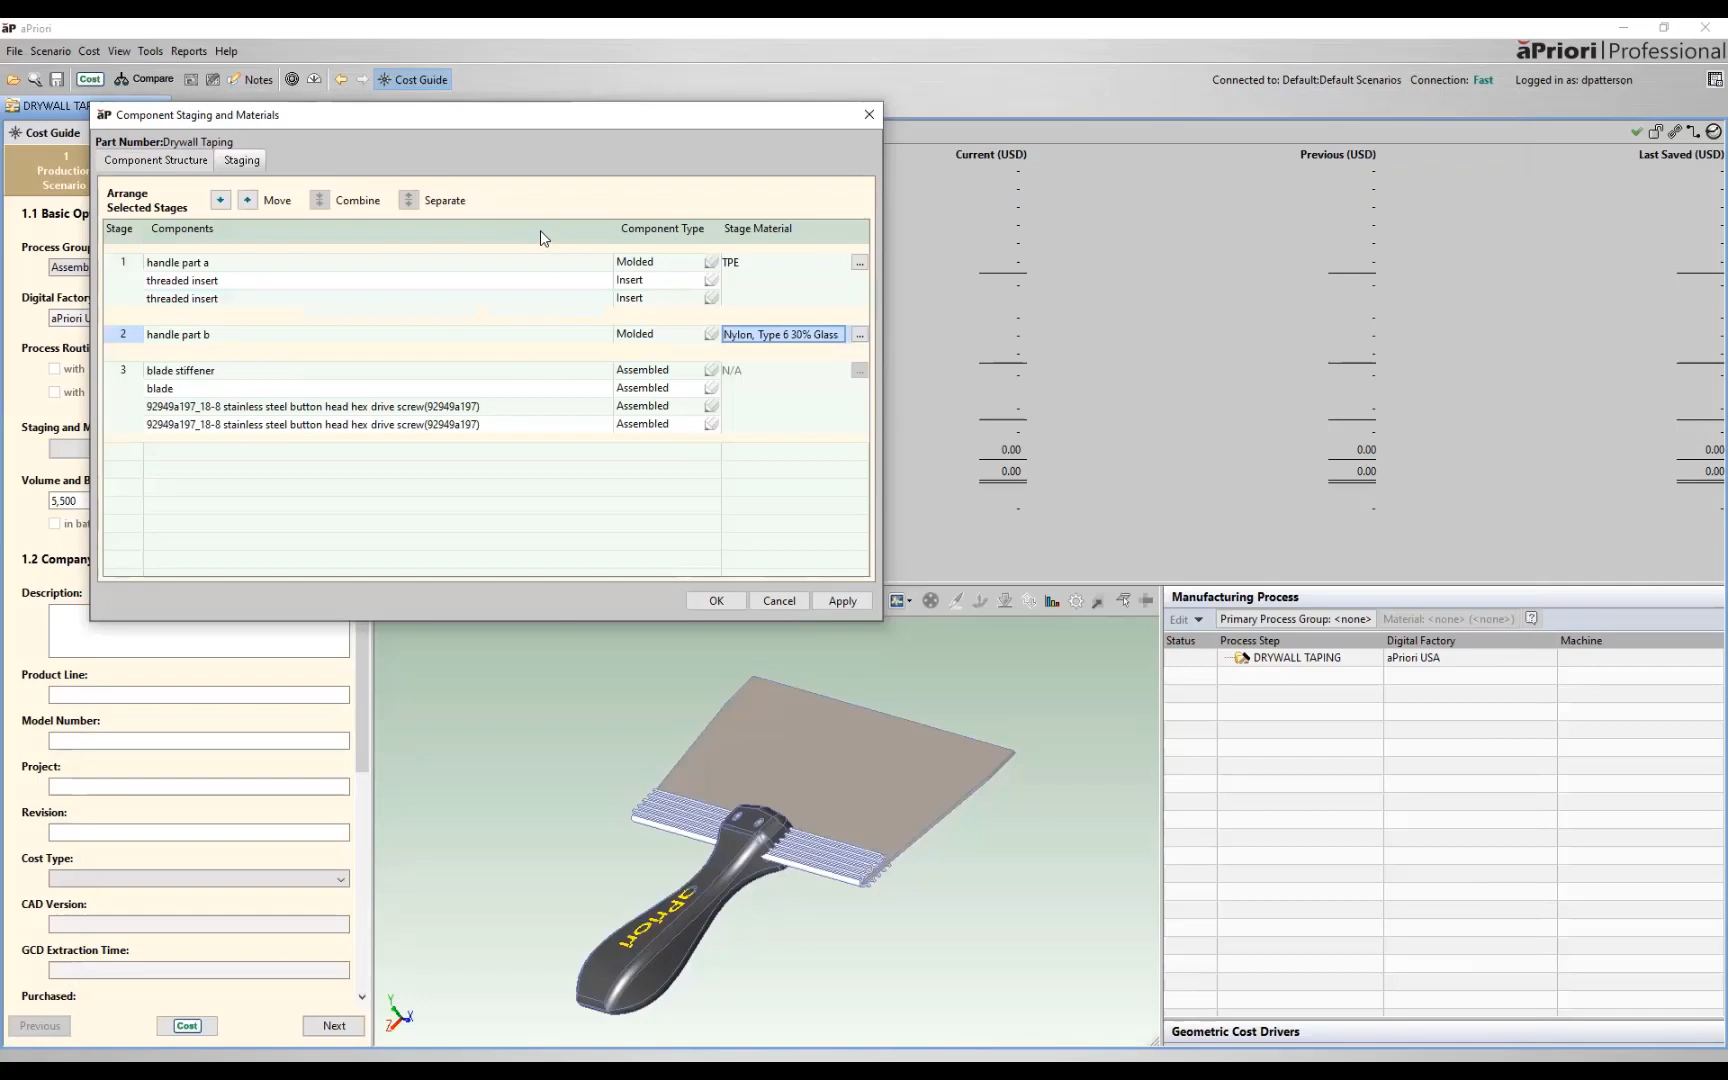 aP aPriori
File Scenario Cost View Tools Reports Help
aPriori | Professional
Cost Compare Notes Cost Guide
Connected to: Default:Default Scenarios Connection: Fast Logged in as: dpatterson
DRYWALL TAP
Cost Guide
1
Production
Scenario
1.1 Basic Op
Process Group
Assemb
Digital Factory
aPriori U
Process Routi
with
with
Staging and M
Volume and B
5,500
in bat
1.2 Company
Description:
Product Line:
Model Number:
Project:
Revision:
Cost Type:
CAD Version:
GCD Extraction Time:
Purchased:
Previous Cost Next
aP Component Staging and Materials
Part Number:Drywall Taping
Component Structure Staging
Arrange
Selected Stages Move Combine Separate
Stage Components Component Type Stage Material
1 handle part a Molded TPE ...
threaded insert Insert
threaded insert Insert
2 handle part b Molded Nylon, Type 6 30% Glass ...
3 blade stiffener Assembled N/A ...
blade Assembled
92949a197_18-8 stainless steel button head hex drive screw(92949a197) Assembled
92949a197_18-8 stainless steel button head hex drive screw(92949a197) Assembled
OK Cancel Apply
Current (USD) Previous (USD) Last Saved (USD)
- - -
- - -
- - -
- - -
- - -
- - -
- - -
- - -
- - -
- - -
- - -
- - -
- - -
- - -
0.00 0.00 0.00
0.00 0.00 0.00
- - -
aPriori
Y
Z X
Manufacturing Process
Edit Primary Process Group: <none> Material: <none> (<none>) ?
Status Process Step Digital Factory Machine
DRYWALL TAPING aPriori USA
Geometric Cost Drivers